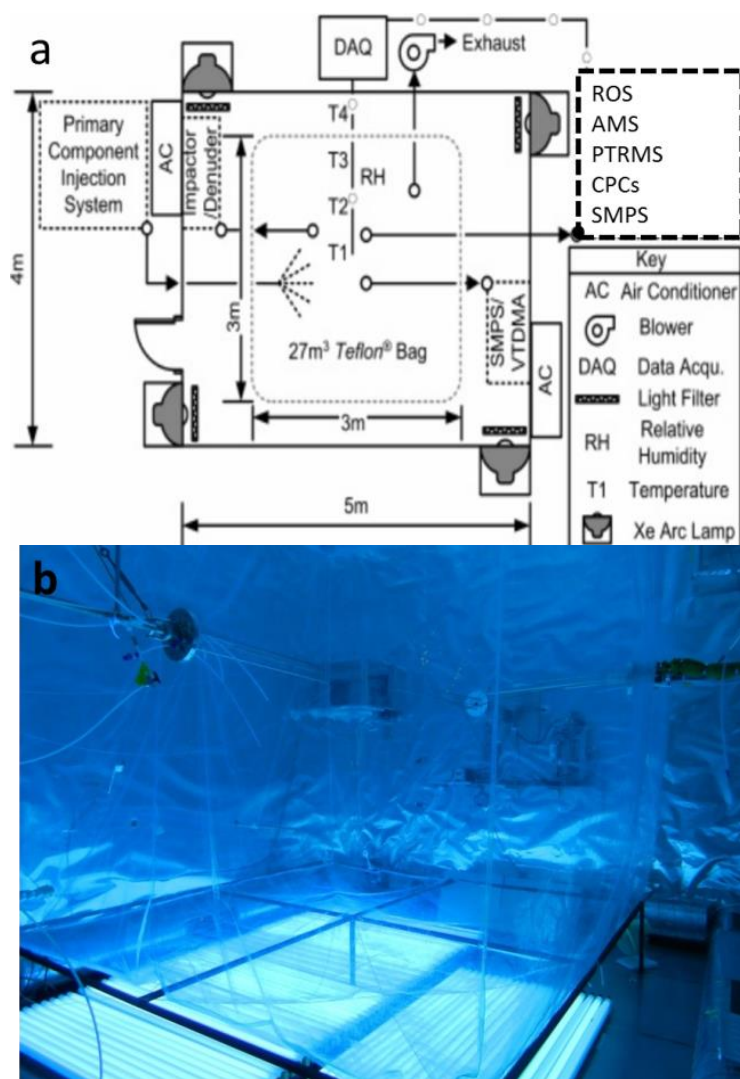 a
DAQ
Exhaust
ROS
AMS
PTRMS
CPCs
SMPS
Primary
Component
Injection
System
AC
Impactor
/Denuder
T4
T3
RH
T2
T1
4m
3m
27m³ Teflon® Bag
3m
SMPS/
VTDMA
AC
5m
Key
AC Air Conditioner
Blower
DAQ Data Acqu.
Light Filter
RH Relative
Humidity
T1 Temperature
Xe Arc Lamp
b